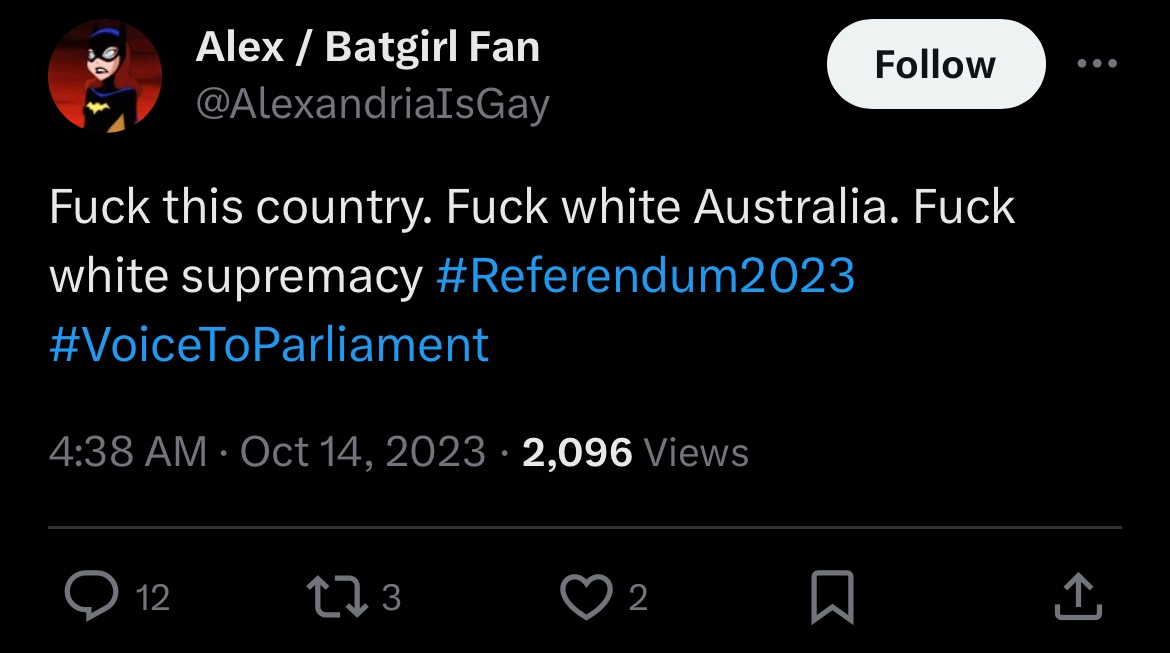 Alex / Batgirl Fan
@AlexandriaIsGay
Follow
Fuck this country. Fuck white Australia. Fuck
white supremacy #Referendum2023
#VoiceToParliament
4:38 AM · Oct 14, 2023 · 2,096 Views
12 3 2